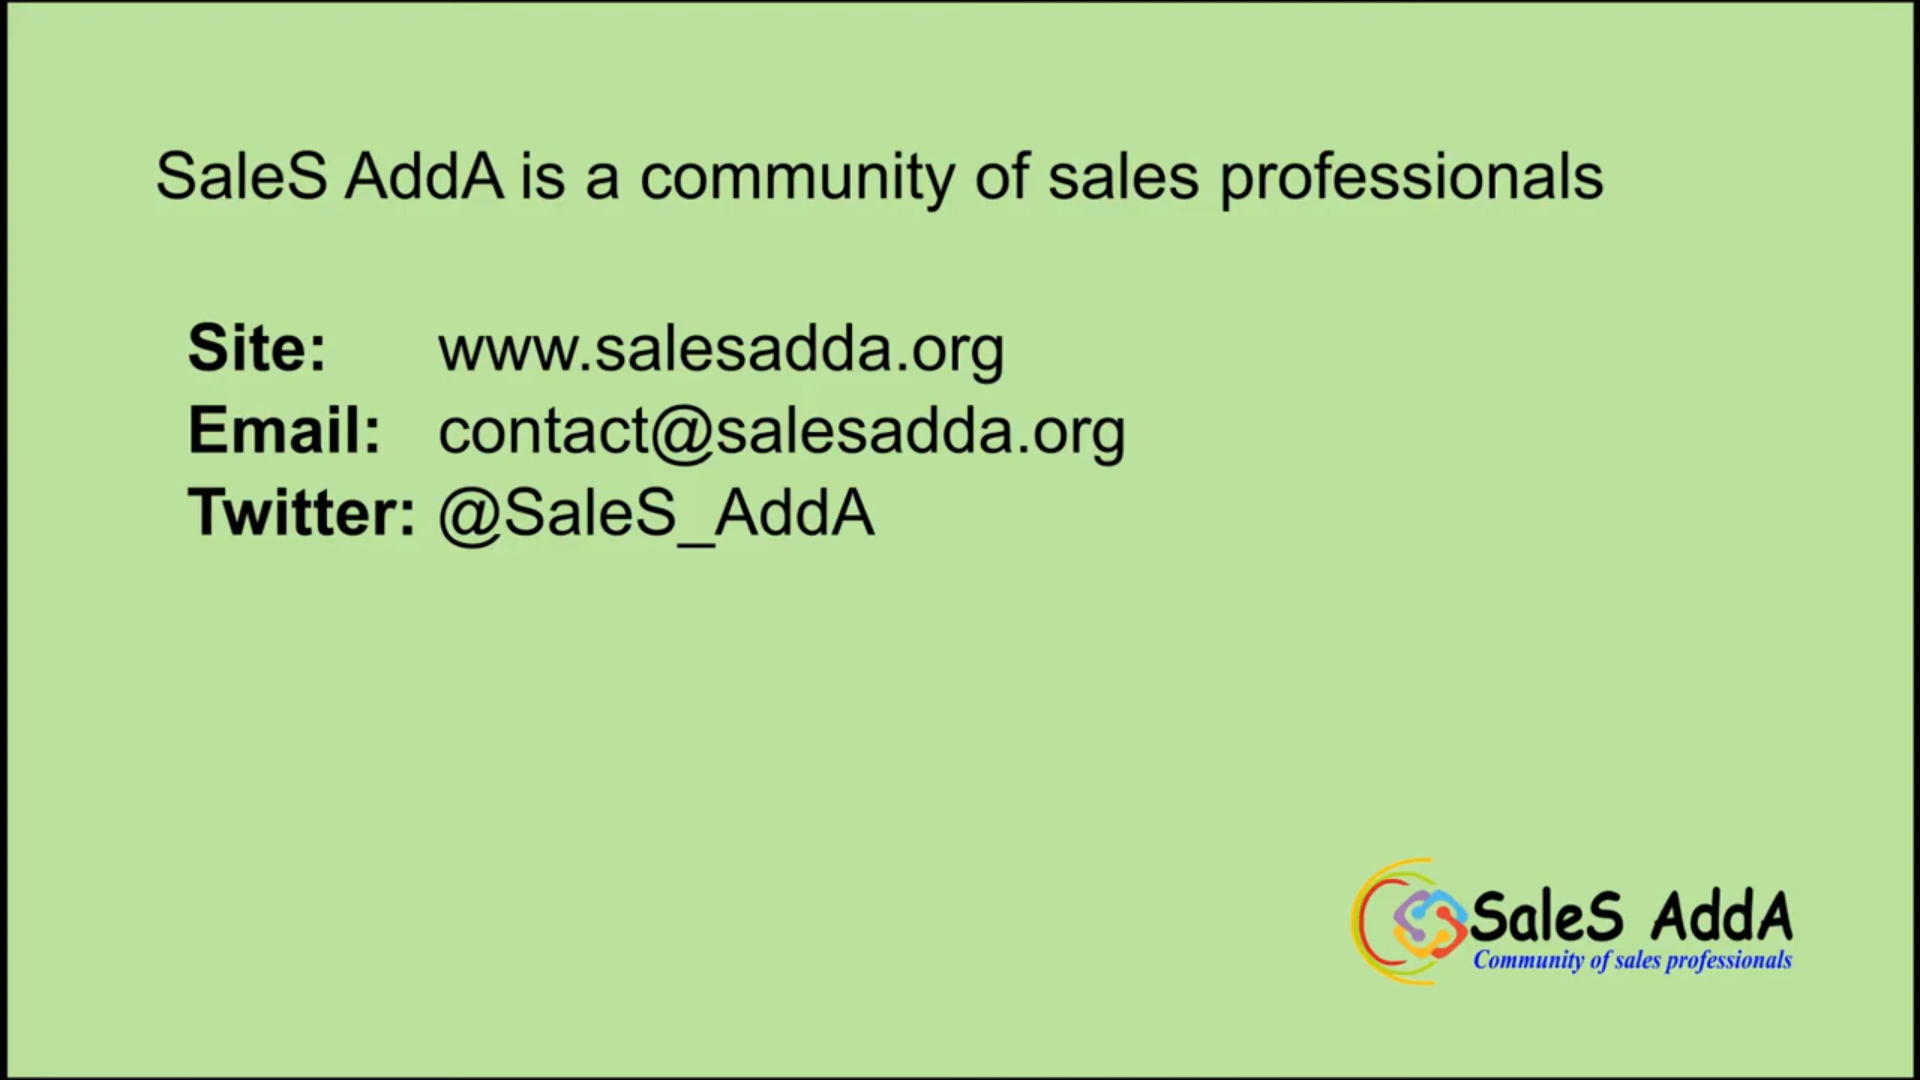 SaleS AddA is a community of sales professionals
Site: www.salesadda.org
Email: contact@salesadda.org
Twitter: @SaleS_AddA
SaleS AddA
Community of sales professionals